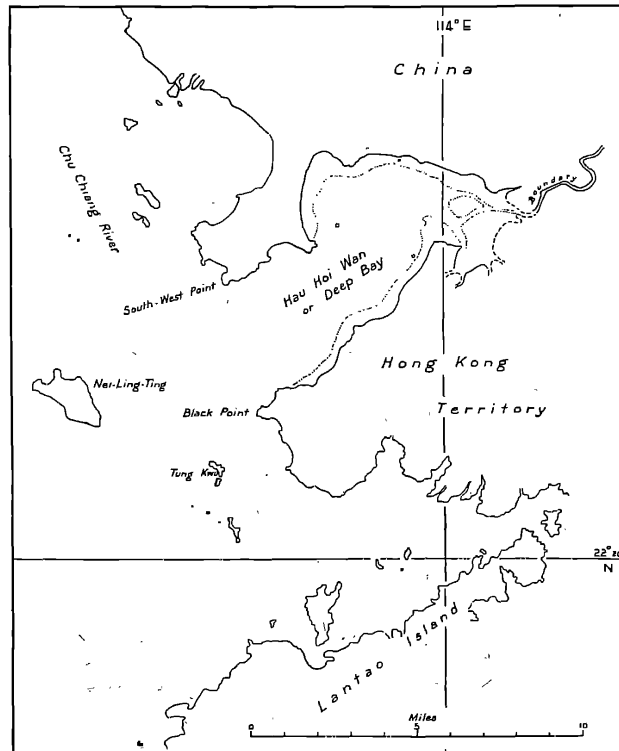 114° E
China
Chu Chiang River
Boundary
Hau Hoi Wan
or Deep Bay
South-West Point
Hong Kong
Territory
Nei-Ling-Ting
Black Point
Tung Kwu
22° 20
N
Lantao Island
Miles
0 5 10